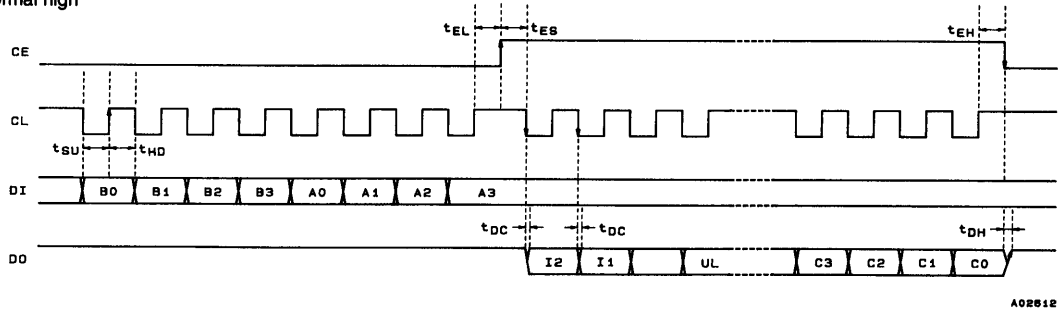 ormal high
tEL tES tEH
CE
CL
tSU tHD
DI B0 B1 B2 B3 A0 A1 A2 A3
tDC tDC tDH
DO I2 I1 UL C3 C2 C1 C0
A02612